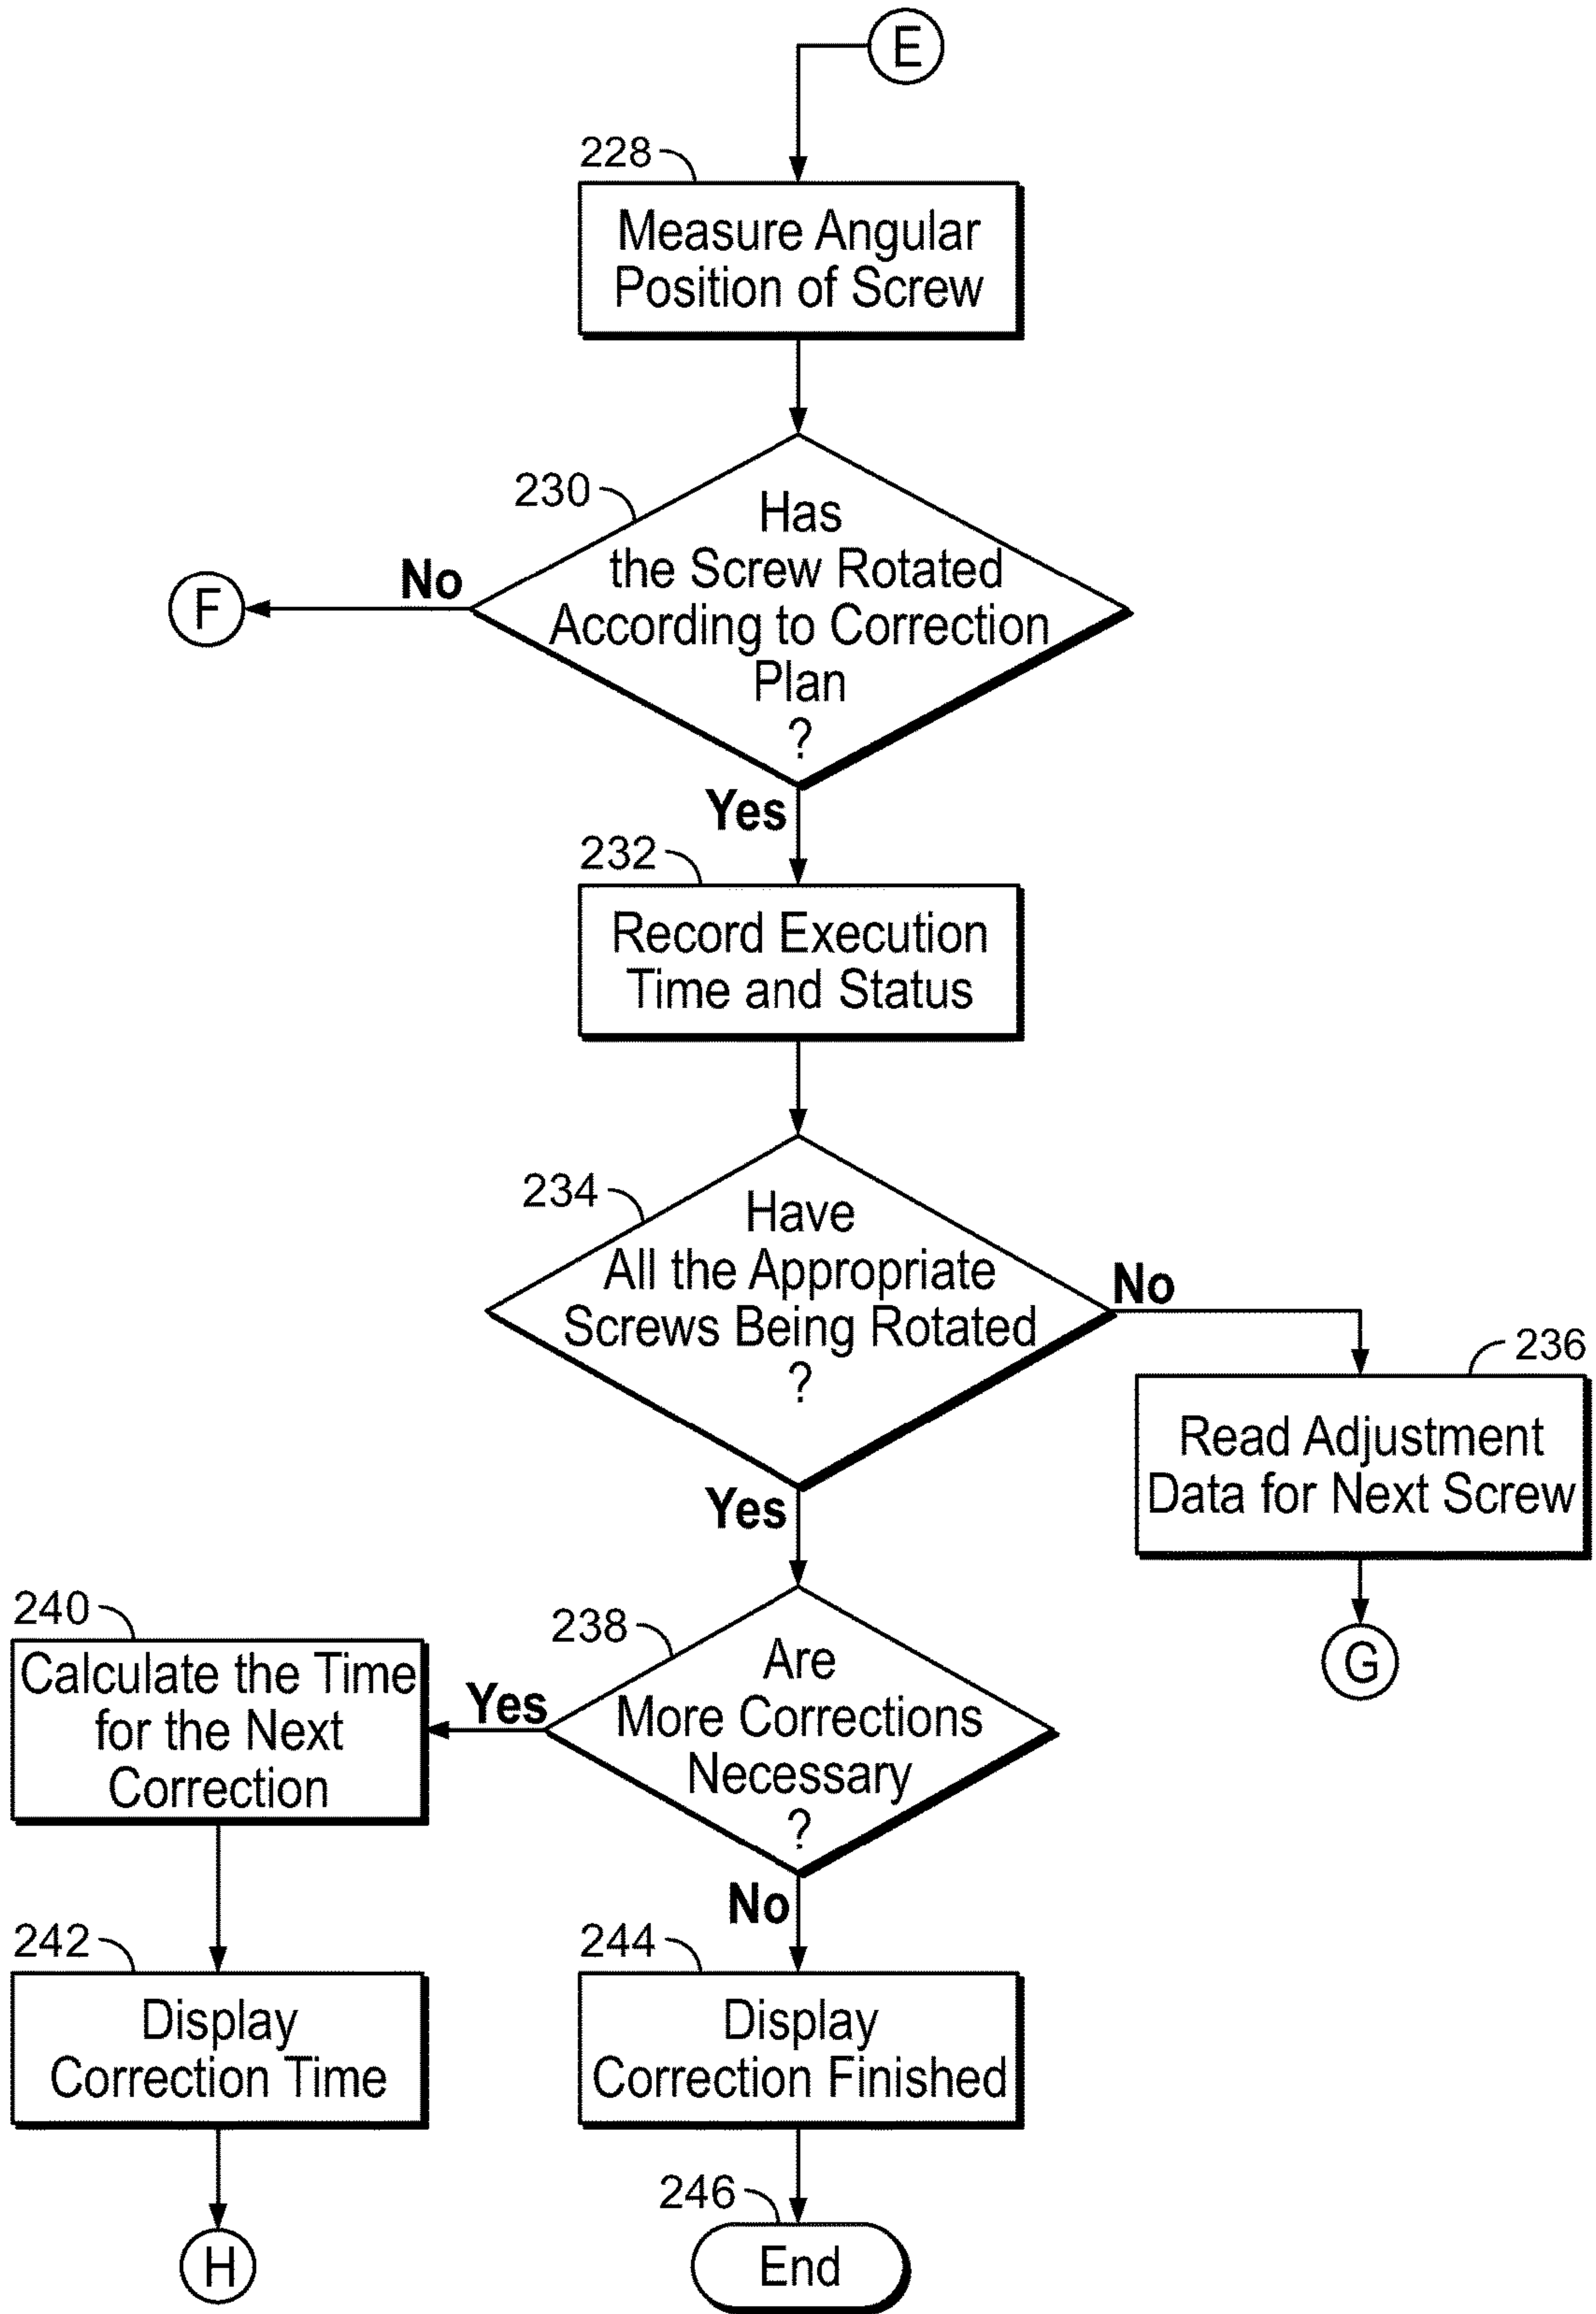 E
228
Measure Angular
Position of Screw
230
Has
the Screw Rotated
According to Correction
Plan
?
No
F
Yes
232
Record Execution
Time and Status
234
Have
All the Appropriate
Screws Being Rotated
?
No
236
Read Adjustment
Data for Next Screw
G
Yes
238
Are
More Corrections
Necessary
?
Yes
240
Calculate the Time
for the Next
Correction
242
Display
Correction Time
H
No
244
Display
Correction Finished
246
End